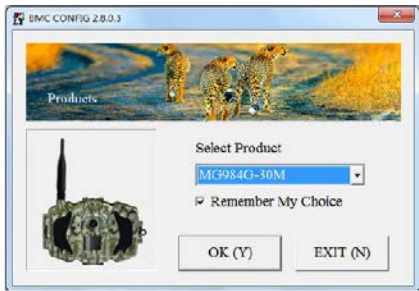 BMC CONFIG 2.8.0.3
Products
Select Product
MG984G-30M
Remember My Choice
OK (Y)
EXIT (N)